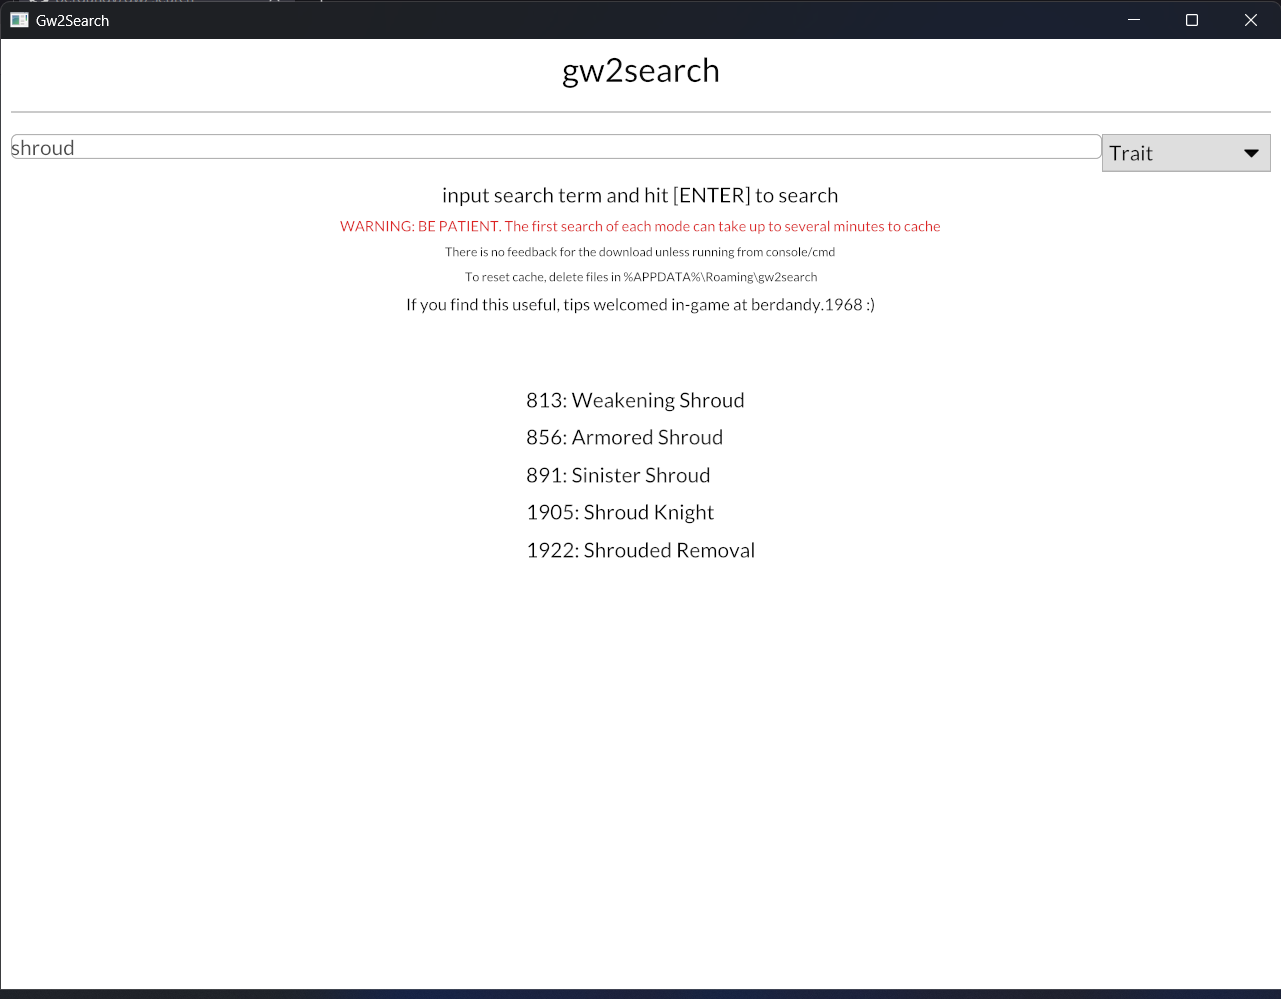 Gw2Search
gw2search
shroud
Trait
input search term and hit [ENTER] to search
WARNING: BE PATIENT. The first search of each mode can take up to several minutes to cache
There is no feedback for the download unless running from console/cmd
To reset cache, delete files in %APPDATA%\Roaming\gw2search
If you find this useful, tips welcomed in-game at berdandy.1968 :)
813: Weakening Shroud
856: Armored Shroud
891: Sinister Shroud
1905: Shroud Knight
1922: Shrouded Removal